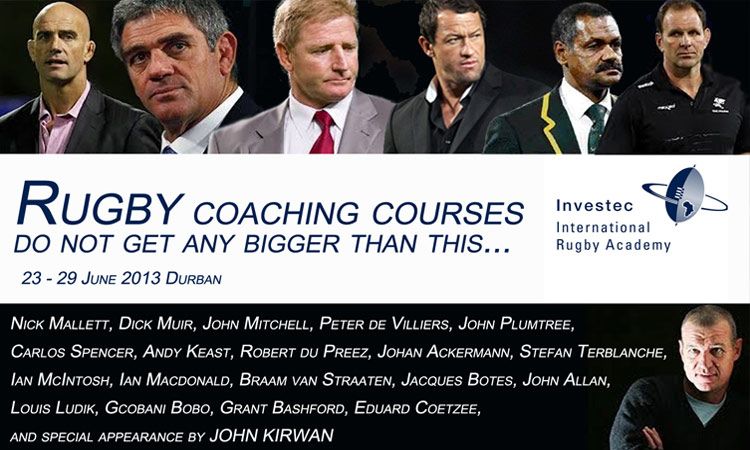 RUGBY COACHING COURSES
DO NOT GET ANY BIGGER THAN THIS...
23 - 29 JUNE 2013 DURBAN
Investec
International
Rugby Academy
NICK MALLETT, DICK MUIR, JOHN MITCHELL, PETER DE VILLIERS, JOHN PLUMTREE,
CARLOS SPENCER, ANDY KEAST, ROBERT DU PREEZ, JOHAN ACKERMANN, STEFAN TERBLANCHE,
IAN MCINTOSH, IAN MACDONALD, BRAAM VAN STRAATEN, JACQUES BOTES, JOHN ALLAN,
LOUIS LUDIK, GCOBANI BOBO, GRANT BASHFORD, EDUARD COETZEE,
AND SPECIAL APPEARANCE BY JOHN KIRWAN